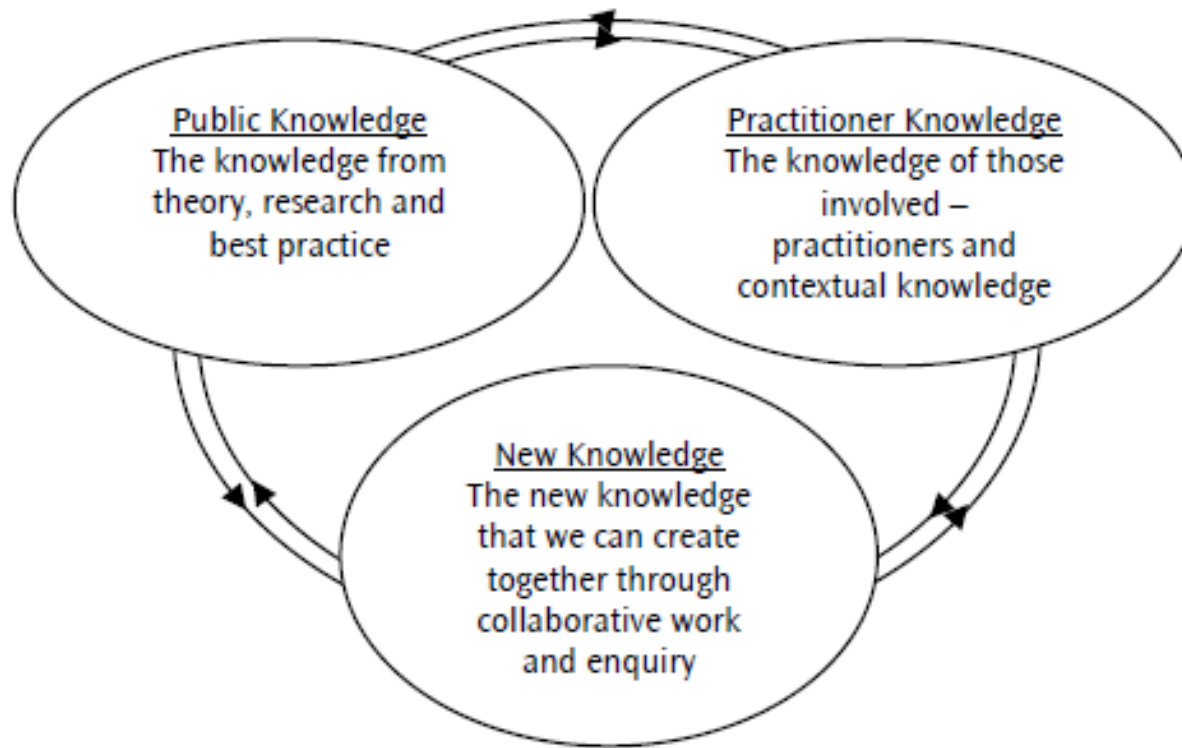 Public Knowledge
The knowledge from
theory, research and
best practice
Practitioner Knowledge
The knowledge of those
involved –
practitioners and
contextual knowledge
New Knowledge
The new knowledge
that we can create
together through
collaborative work
and enquiry